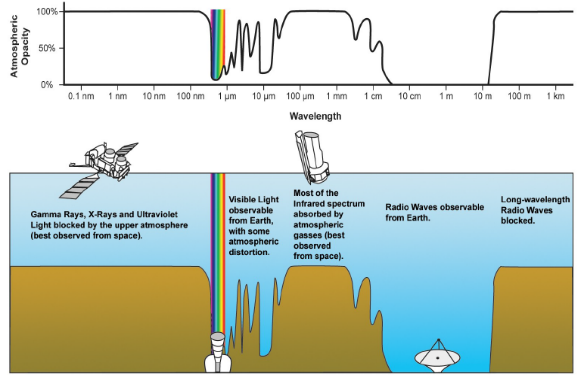 Atmospheric
Opacity
100%
50%
0%
0.1 nm 1 nm 10 nm 100 nm 1 μm 10 μm 100 μm 1 mm 1 cm 10 cm 1 m 10 m 100 m 1 km
Wavelength
Gamma Rays, X-Rays and Ultraviolet
Light blocked by the upper atmosphere
(best observed from space).
Visible Light
observable
from Earth,
with some
atmospheric
distortion.
Most of the
Infrared spectrum
absorbed by
atmospheric
gasses (best
observed
from space).
Radio Waves observable
from Earth.
Long-wavelength
Radio Waves
blocked.